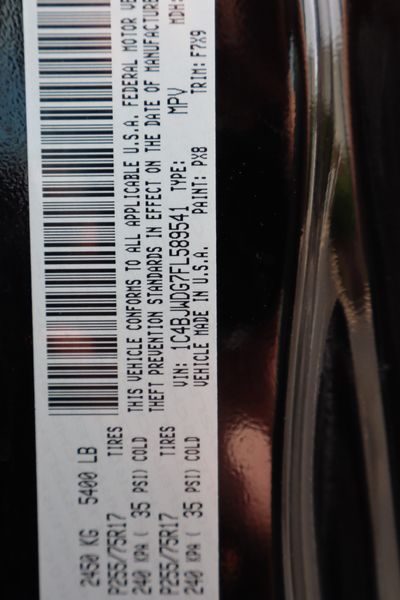 2450 KG 5400 LB
P255/75R17 TIRES
240 KPA ( 35 PSI) COLD
P255/75R17 TIRES
240 KPA ( 35 PSI) COLD
THIS VEHICLE CONFORMS TO ALL APPLICABLE U.S.A. FEDERAL MOTOR
THEFT PREVENTION STANDARDS IN EFFECT ON THE DATE OF MANUFACTURE
VIN: 1C4BJWDG7FL589541 TYPE: MPV MDH:
VEHICLE MADE IN U.S.A. PAINT: PX8 TRIM: F7X9